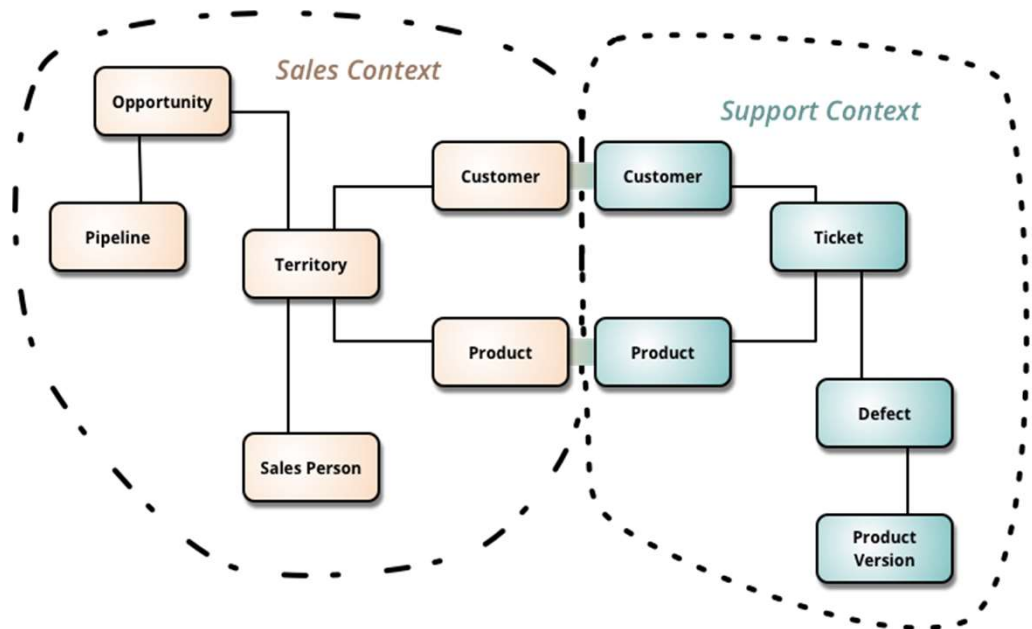 Sales Context
Opportunity
Support Context
Customer
Customer
Pipeline
Ticket
Territory
Product
Product
Defect
Sales Person
Product
Version